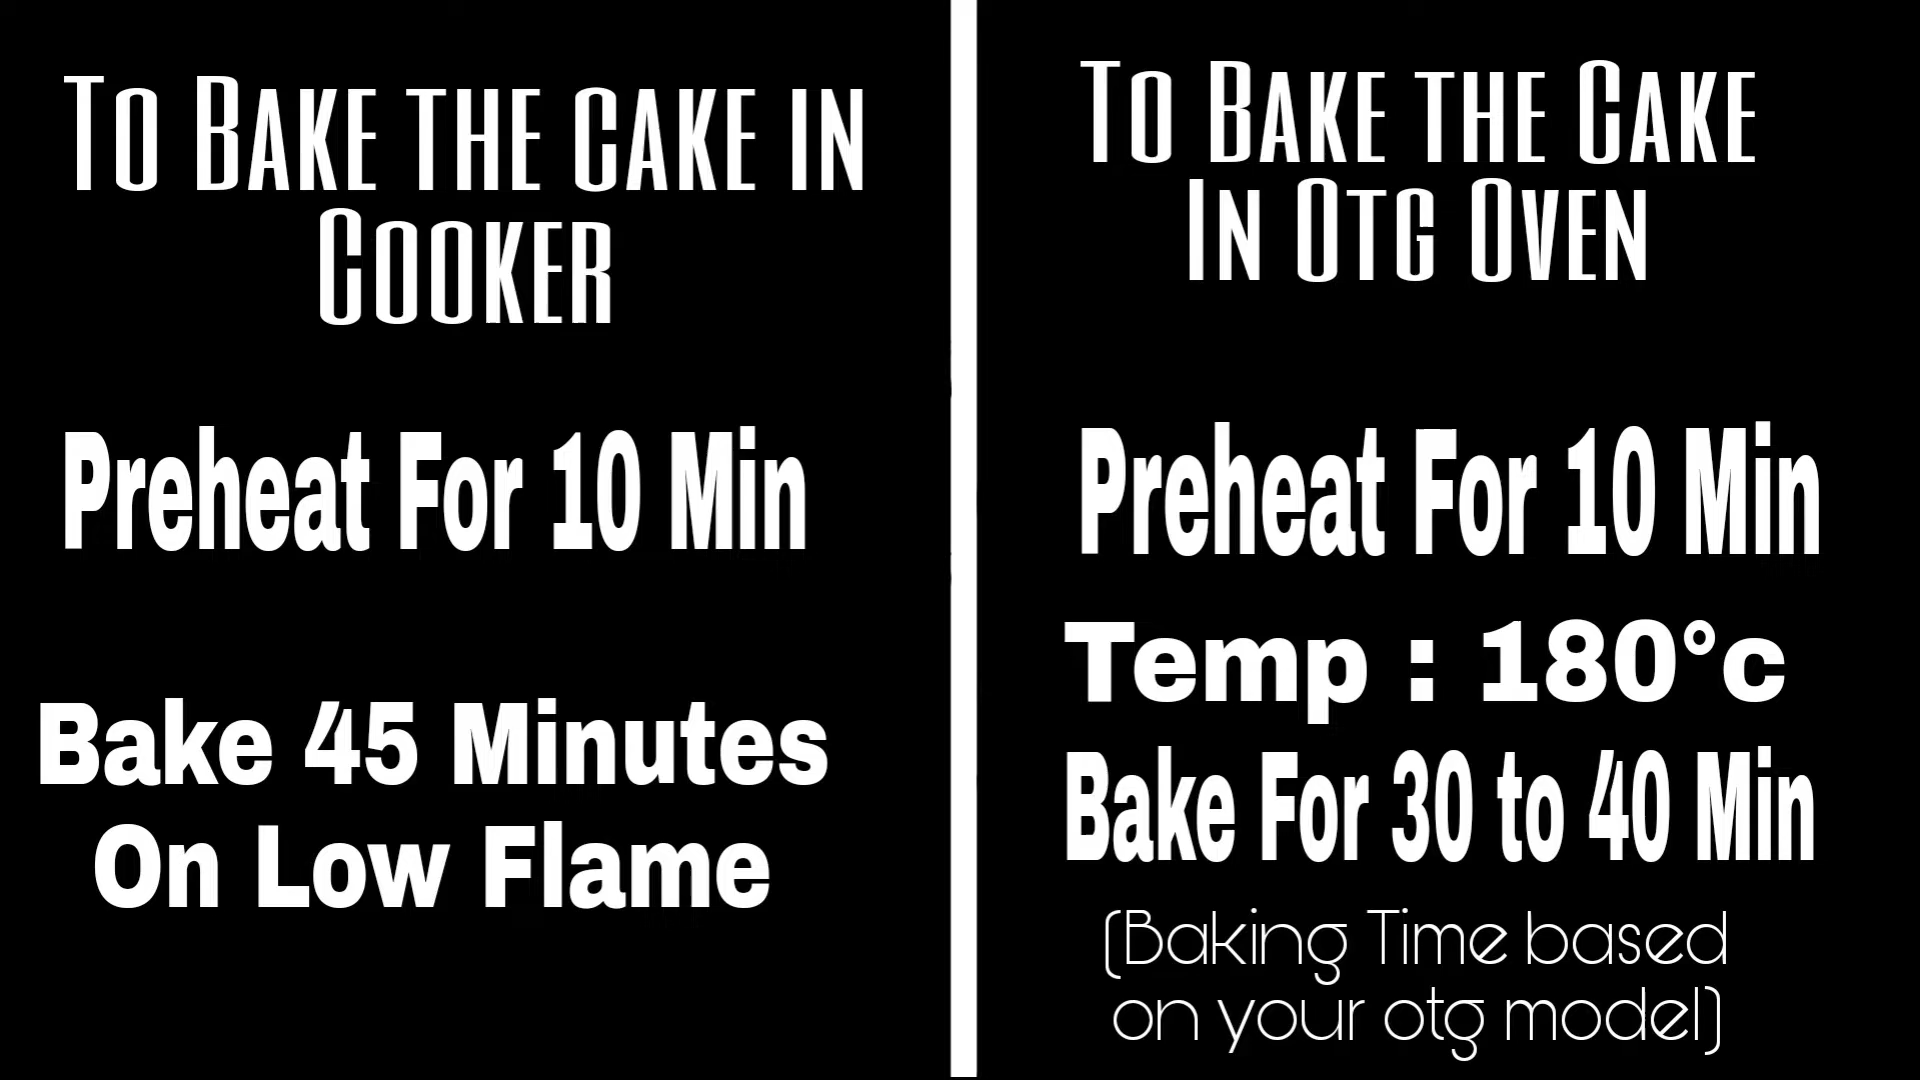 To Bake the cake in
Cooker
Preheat For 10 Min
Bake 45 Minutes
On Low Flame
To Bake the Cake
In Otg Oven
Preheat For 10 Min
Temp : 180°c
Bake For 30 to 40 Min
(Baking Time based
on your otg model)